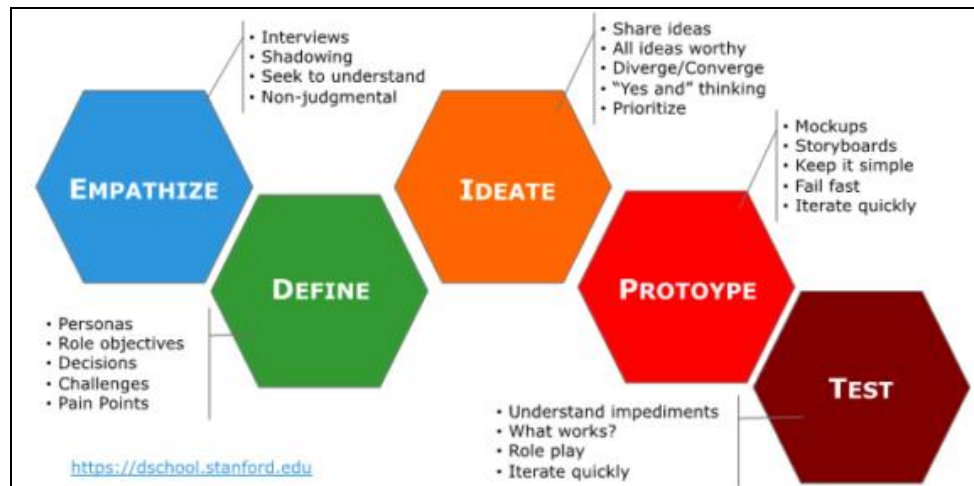 • Interviews
• Shadowing
• Seek to understand
• Non-judgmental
EMPATHIZE
• Personas
• Role objectives
• Decisions
• Challenges
• Pain Points
DEFINE
• Share ideas
• All ideas worthy
• Diverge/Converge
• “Yes and” thinking
• Prioritize
IDEATE
• Mockups
• Storyboards
• Keep it simple
• Fail fast
• Iterate quickly
PROTOYPE
• Understand impediments
• What works?
• Role play
• Iterate quickly
TEST
https://dschool.stanford.edu